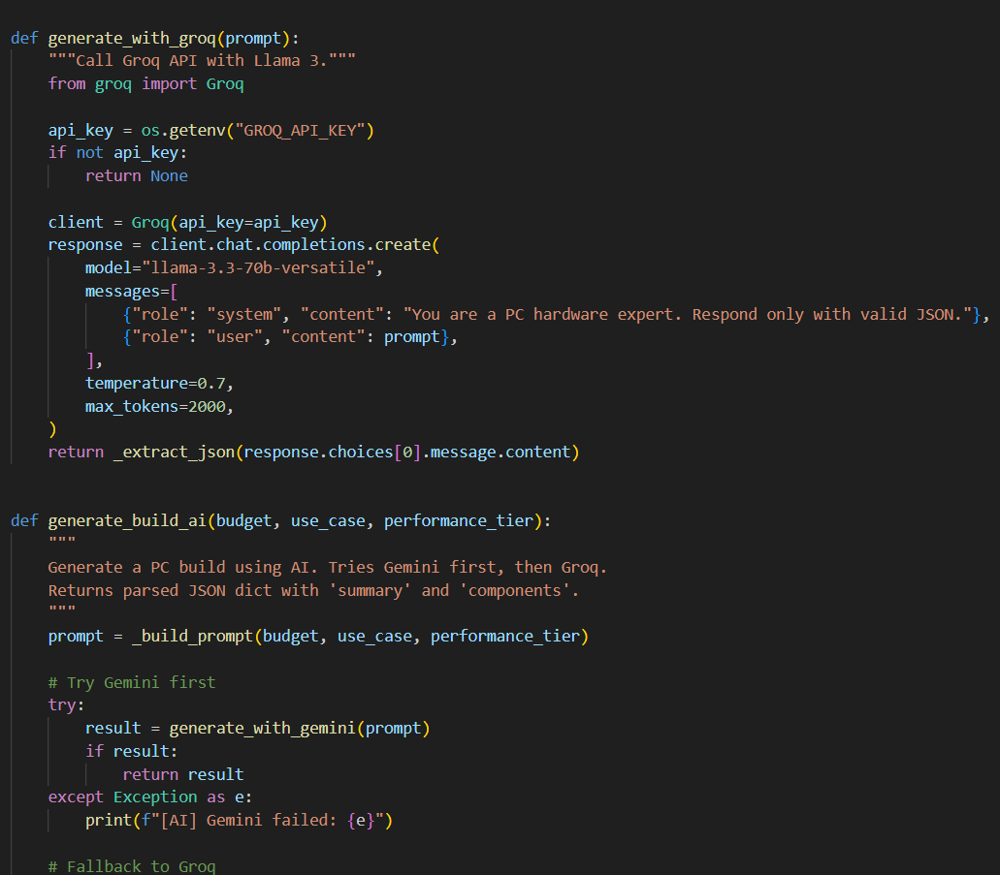 def generate_with_groq(prompt):
    """Call Groq API with Llama 3."""
    from groq import Groq

    api_key = os.getenv("GROQ_API_KEY")
    if not api_key:
        return None

    client = Groq(api_key=api_key)
    response = client.chat.completions.create(
        model="llama-3.3-70b-versatile",
        messages=[
            {"role": "system", "content": "You are a PC hardware expert. Respond only with valid JSON."},
            {"role": "user", "content": prompt},
        ],
        temperature=0.7,
        max_tokens=2000,
    )
    return _extract_json(response.choices[0].message.content)


def generate_build_ai(budget, use_case, performance_tier):
    """
    Generate a PC build using AI. Tries Gemini first, then Groq.
    Returns parsed JSON dict with 'summary' and 'components'.
    """
    prompt = _build_prompt(budget, use_case, performance_tier)

    # Try Gemini first
    try:
        result = generate_with_gemini(prompt)
        if result:
            return result
    except Exception as e:
        print(f"[AI] Gemini failed: {e}")

    # Fallback to Groq